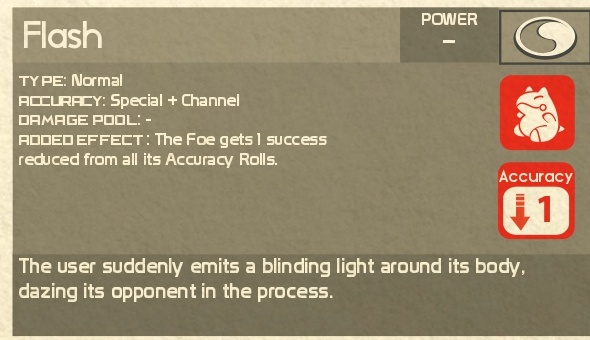 Flash
POWER
–
TYPE: Normal
ACCURACY: Special + Channel
DAMAGE POOL: -
ADDED EFFECT: The Foe gets 1 success
reduced from all its Accuracy Rolls.
Accuracy
1
The user suddenly emits a blinding light around its body,
dazing its opponent in the process.